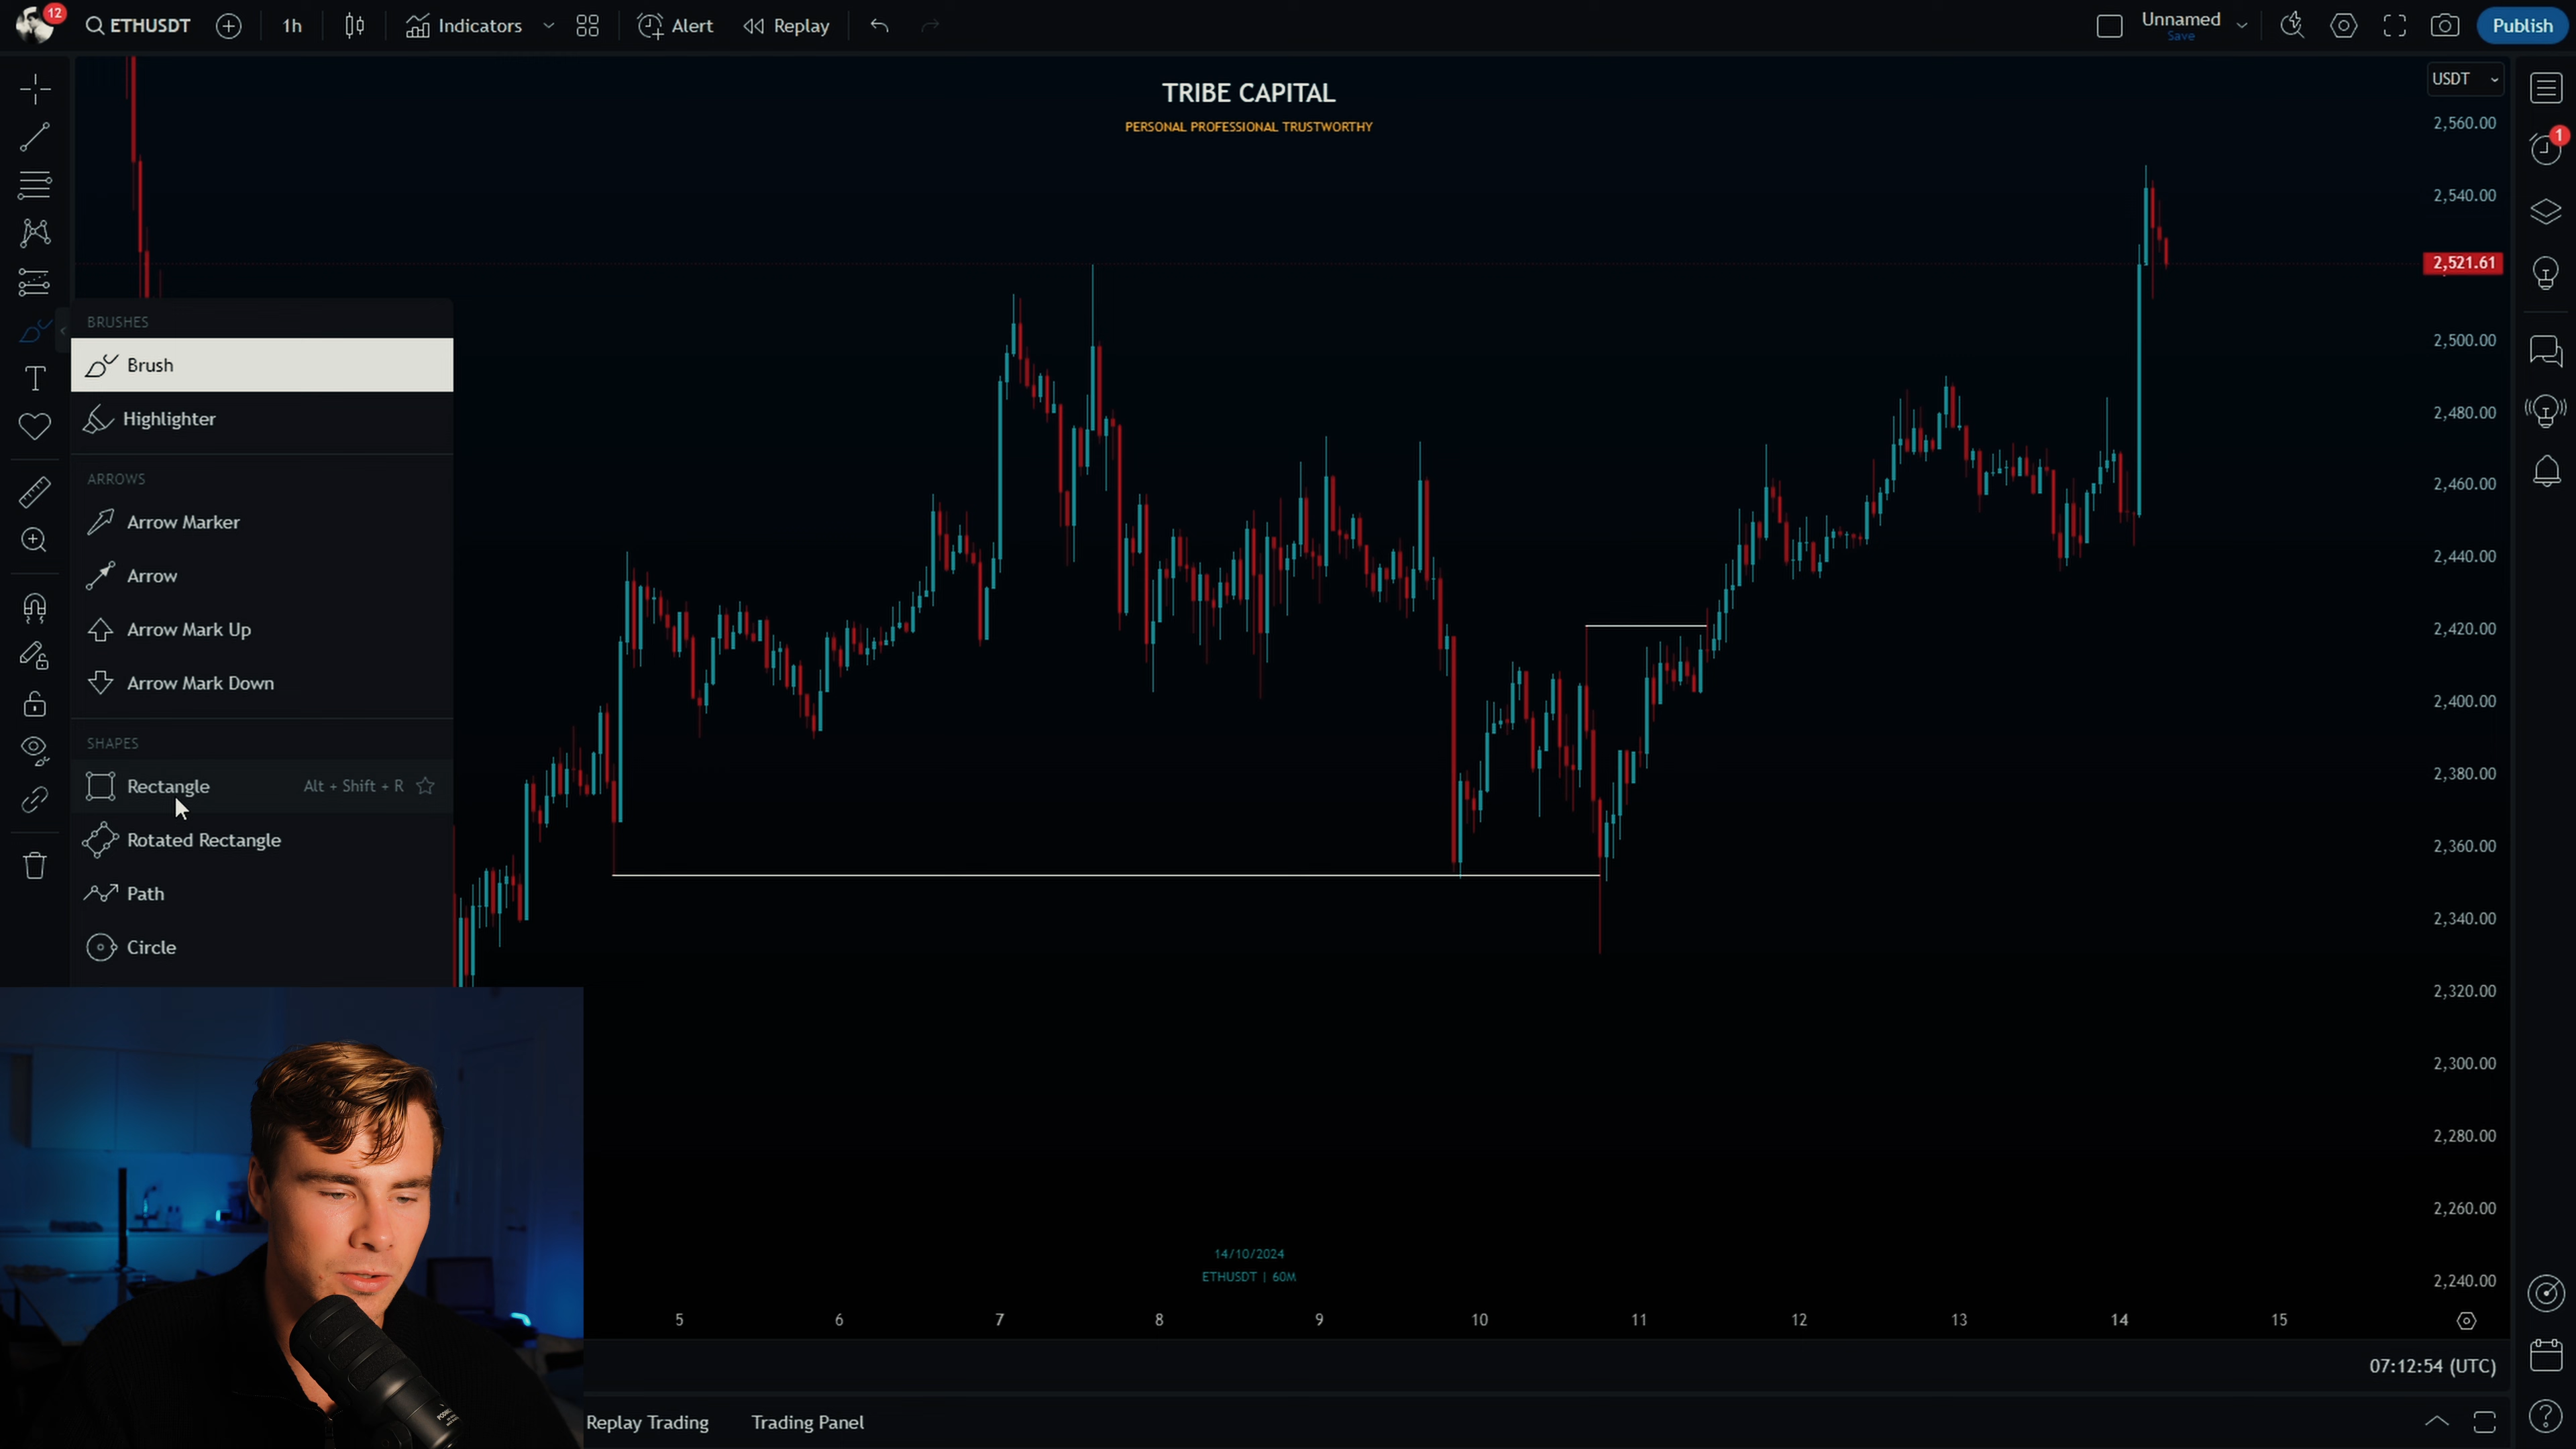 12
ETHUSDT
1h
Indicators
Alert
Replay
Unnamed
Save
Publish
TRIBE CAPITAL
PERSONAL PROFESSIONAL TRUSTWORTHY
USDT
2,560.00
2,540.00
2,521.61
2,500.00
2,480.00
2,460.00
2,440.00
2,420.00
2,400.00
2,380.00
2,360.00
2,340.00
2,320.00
2,300.00
2,280.00
2,260.00
2,240.00
1
BRUSHES
Brush
Highlighter
ARROWS
Arrow Marker
Arrow
Arrow Mark Up
Arrow Mark Down
SHAPES
Rectangle Alt + Shift + R
Rotated Rectangle
Path
Circle
14/10/2024
ETHUSDT | 60M
5 6 7 8 9 10 11 12 13 14 15
07:12:54 (UTC)
Replay Trading Trading Panel